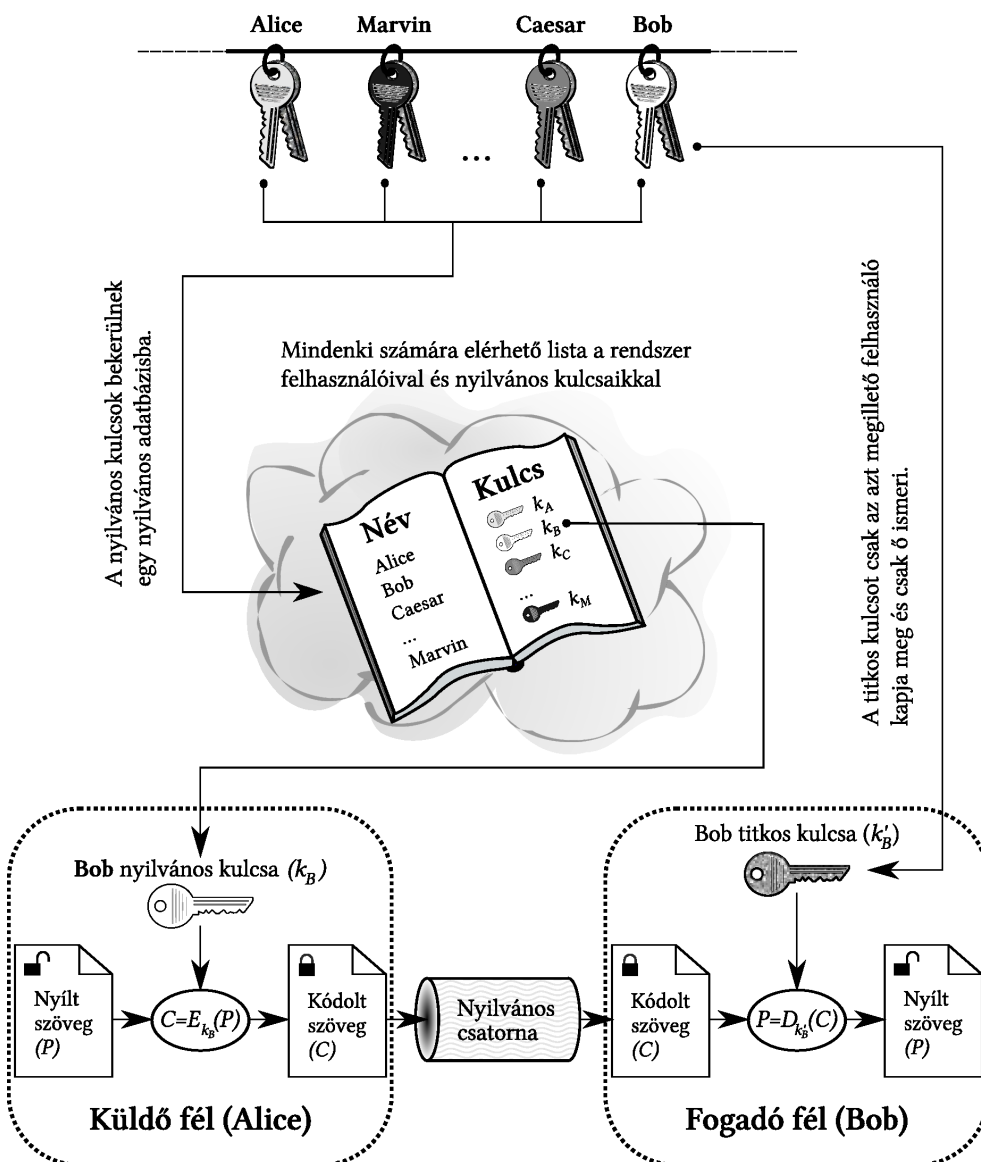 Alice Marvin Caesar Bob
...
A nyilvános kulcsok bekerülnek
egy nyilvános adatbázisba.
Mindenki számára elérhető lista a rendszer
felhasználóival és nyilvános kulcsaikkal
A titkos kulcsot csak az azt megillető felhasználó
kapja meg és csak ő ismeri.
Név
Alice
Bob
Caesar
...
Marvin
Kulcs
k_A
k_B
k_C
...
k_M
Bob nyilvános kulcsa (k_B)
Nyílt
szöveg
(P)
C=E_{k_B}(P)
Kódolt
szöveg
(C)
Küldő fél (Alice)
Nyilvános
csatorna
Bob titkos kulcsa (k'_B)
Kódolt
szöveg
(C)
P=D_{k'_B}(C)
Nyílt
szöveg
(P)
Fogadó fél (Bob)